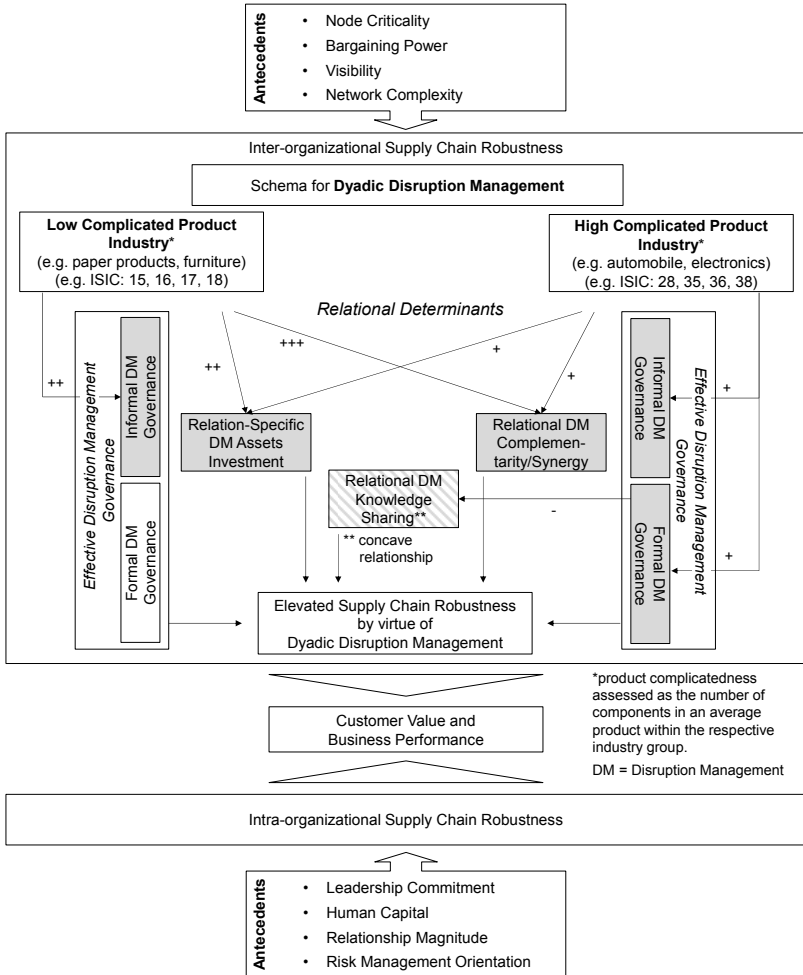 Antecedents
• Node Criticality
• Bargaining Power
• Visibility
• Network Complexity
Inter-organizational Supply Chain Robustness
Schema for Dyadic Disruption Management
Low Complicated Product
Industry*
(e.g. paper products, furniture)
(e.g. ISIC: 15, 16, 17, 18)
High Complicated Product
Industry*
(e.g. automobile, electronics)
(e.g. ISIC: 28, 35, 36, 38)
Relational Determinants
++
++
+++
+
+
+
+
-
Effective Disruption Management
Governance
Informal DM
Governance
Formal DM
Governance
Relation-Specific
DM Assets
Investment
Relational DM
Complemen-
tarity/Synergy
Relational DM
Knowledge
Sharing**
** concave
relationship
Informal DM
Governance
Formal DM
Governance
Effective Disruption Management
Governance
Elevated Supply Chain Robustness
by virtue of
Dyadic Disruption Management
*product complicatedness
assessed as the number of
components in an average
product within the respective
industry group.
DM = Disruption Management
Customer Value and
Business Performance
Intra-organizational Supply Chain Robustness
Antecedents
• Leadership Commitment
• Human Capital
• Relationship Magnitude
• Risk Management Orientation